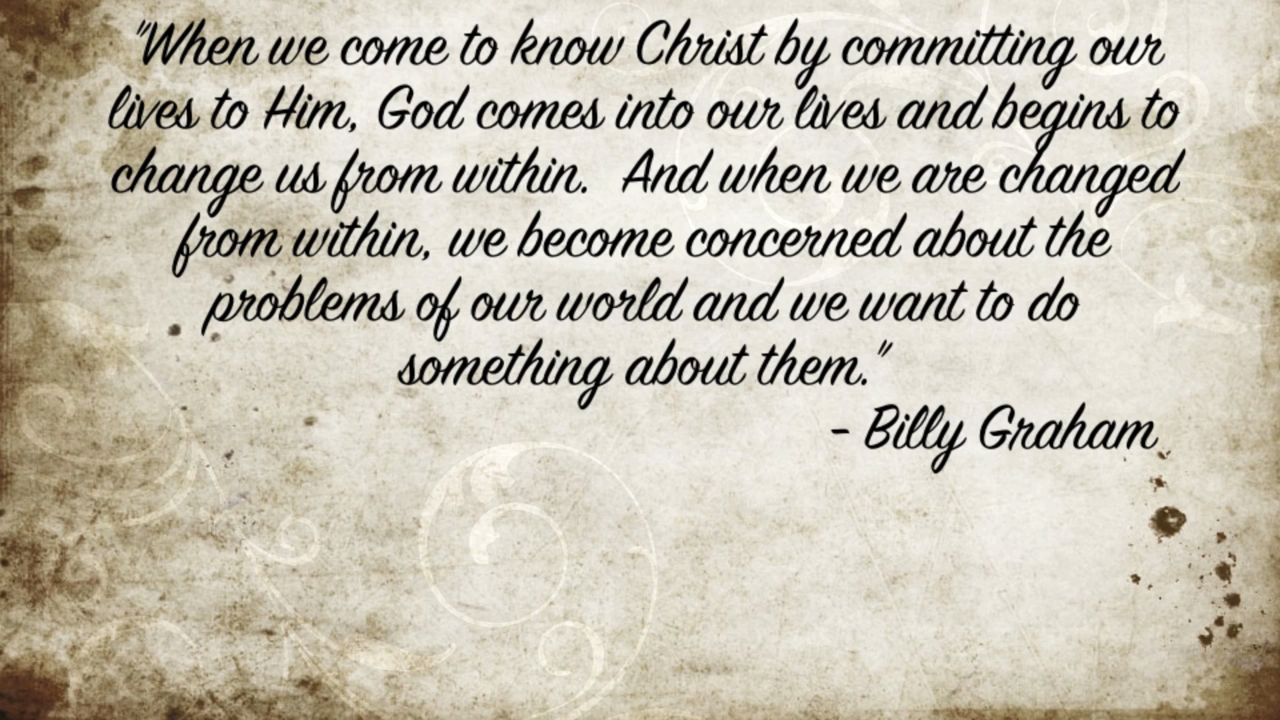 "When we come to know Christ by committing our
lives to Him, God comes into our lives and begins to
change us from within.  And when we are changed
from within, we become concerned about the
problems of our world and we want to do
something about them."
- Billy Graham